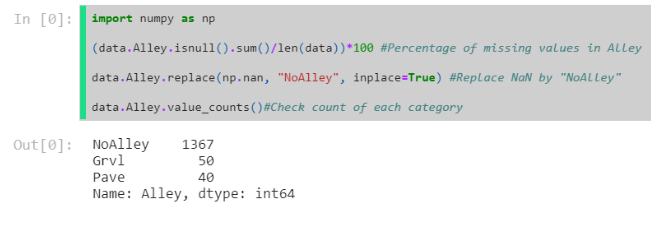 In [0]: import numpy as np
(data.Alley.isnull().sum()/len(data))*100 #Percentage of missing values in Alley
data.Alley.replace(np.nan, "NoAlley", inplace=True) #Replace NaN by "NoAlley"
data.Alley.value_counts()#Check count of each category
Out[0]: NoAlley    1367
Grvl         50
Pave         40
Name: Alley, dtype: int64